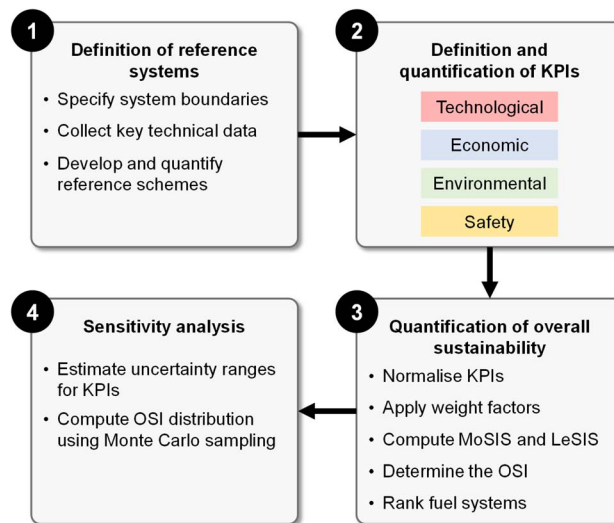 1
Definition of reference
systems
• Specify system boundaries
• Collect key technical data
• Develop and quantify
reference schemes
2
Definition and
quantification of KPIs
Technological
Economic
Environmental
Safety
3
Quantification of overall
sustainability
• Normalise KPIs
• Apply weight factors
• Compute MoSIS and LeSIS
• Determine the OSI
• Rank fuel systems
4
Sensitivity analysis
• Estimate uncertainty ranges
for KPIs
• Compute OSI distribution
using Monte Carlo sampling